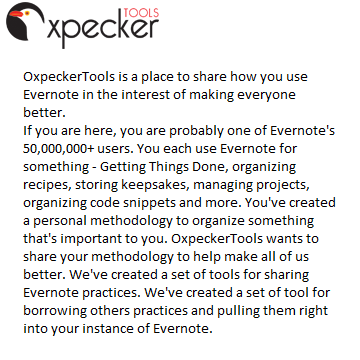 Oxpecker TOOLS
OxpeckerTools is a place to share how you use
Evernote in the interest of making everyone
better.
If you are here, you are probably one of Evernote's
50,000,000+ users. You each use Evernote for
something - Getting Things Done, organizing
recipes, storing keepsakes, managing projects,
organizing code snippets and more. You've created
a personal methodology to organize something
that's important to you. OxpeckerTools wants to
share your methodology to help make all of us
better. We've created a set of tools for sharing
Evernote practices. We've created a set of tool for
borrowing others practices and pulling them right
into your instance of Evernote.